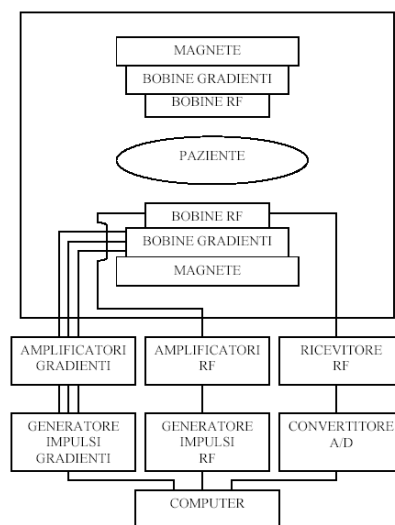 MAGNETE
BOBINE GRADIENTI
BOBINE RF
PAZIENTE
BOBINE RF
BOBINE GRADIENTI
MAGNETE
AMPLIFICATORI
GRADIENTI
AMPLIFICATORI
RF
RICEVITORE
RF
GENERATORE
IMPULSI
GRADIENTI
GENERATORE
IMPULSI
RF
CONVERTITORE
A/D
COMPUTER